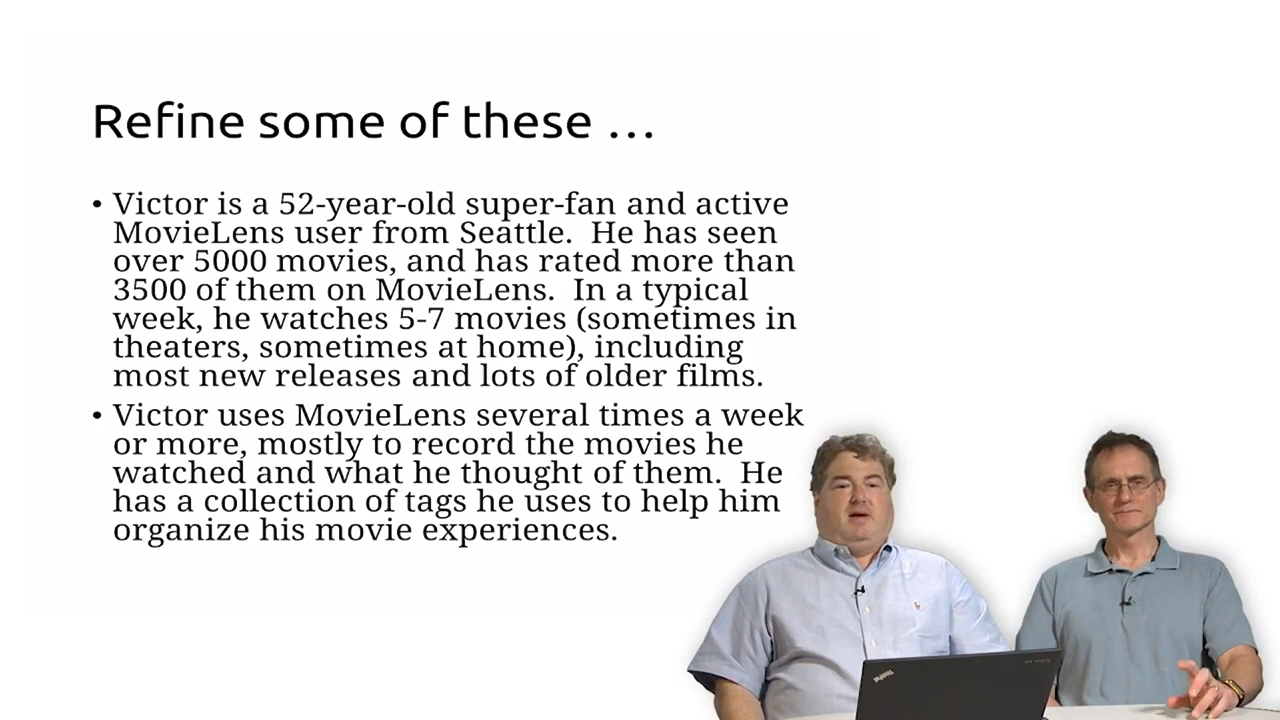 Refine some of these …
• Victor is a 52-year-old super-fan and active
MovieLens user from Seattle.  He has seen
over 5000 movies, and has rated more than
3500 of them on MovieLens.  In a typical
week, he watches 5-7 movies (sometimes in
theaters, sometimes at home), including
most new releases and lots of older films.
• Victor uses MovieLens several times a week
or more, mostly to record the movies he
watched and what he thought of them.  He
has a collection of tags he uses to help him
organize his movie experiences.
ThinkPad